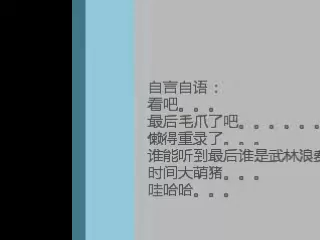 自言自语：
看吧。。。
最后毛爪了吧。。。。。。
懒得重录了。。。
谁能听到最后谁是武林浪
时间大萌猪。。。
哇哈哈。。。